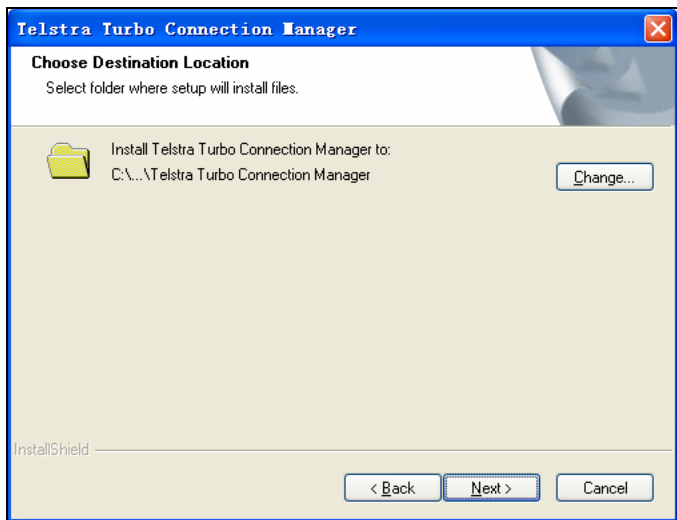 Telstra Turbo Connection Manager
Choose Destination Location
Select folder where setup will install files.
Install Telstra Turbo Connection Manager to:
C:\...\Telstra Turbo Connection Manager
Change...
InstallShield
< Back
Next >
Cancel